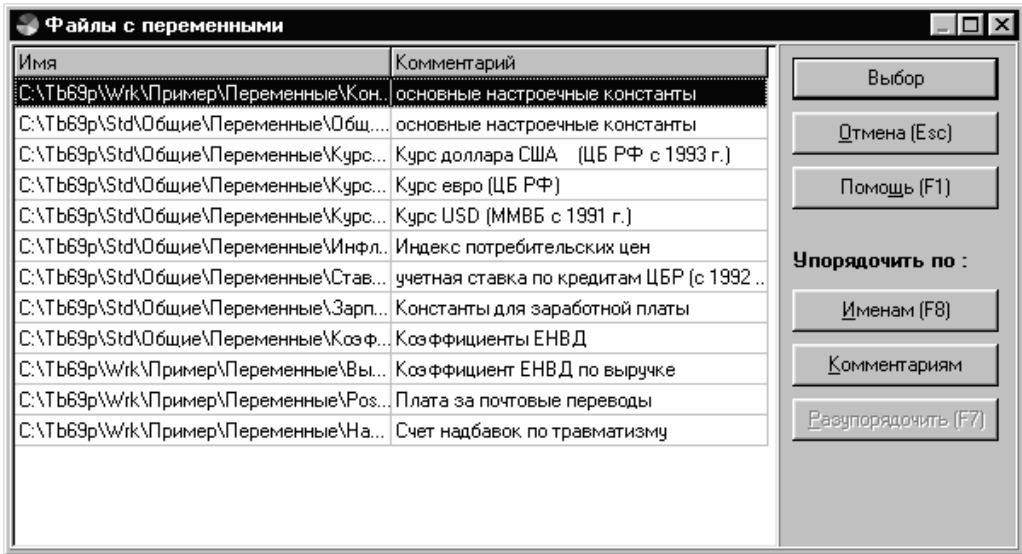 Файлы с переменными
Имя Комментарий
C:\Tb69p\Wrk\Пример\Переменные\Кон... основные настроечные константы
C:\Tb69p\Std\Общие\Переменные\Общ.... основные настроечные константы
C:\Tb69p\Std\Общие\Переменные\Курс... Курс доллара США (ЦБ РФ с 1993 г.)
C:\Tb69p\Std\Общие\Переменные\Курс... Курс евро (ЦБ РФ)
C:\Tb69p\Std\Общие\Переменные\Курс... Курс USD (ММВБ с 1991 г.)
C:\Tb69p\Std\Общие\Переменные\Инфл... Индекс потребительских цен
C:\Tb69p\Std\Общие\Переменные\Став... учетная ставка по кредитам ЦБР (с 1992 ...
C:\Tb69p\Std\Общие\Переменные\Зарп... Константы для заработной платы
C:\Tb69p\Std\Общие\Переменные\Коэф... Коэффициенты ЕНВД
C:\Tb69p\Wrk\Пример\Переменные\Вы... Коэффициент ЕНВД по выручке
C:\Tb69p\Wrk\Пример\Переменные\Pos... Плата за почтовые переводы
C:\Tb69p\Wrk\Пример\Переменные\На... Счет надбавок по травматизму
Выбор
Отмена (Esc)
Помощь (F1)
Упорядочить по :
Именам (F8)
Комментариям
Разупорядочить (F7)